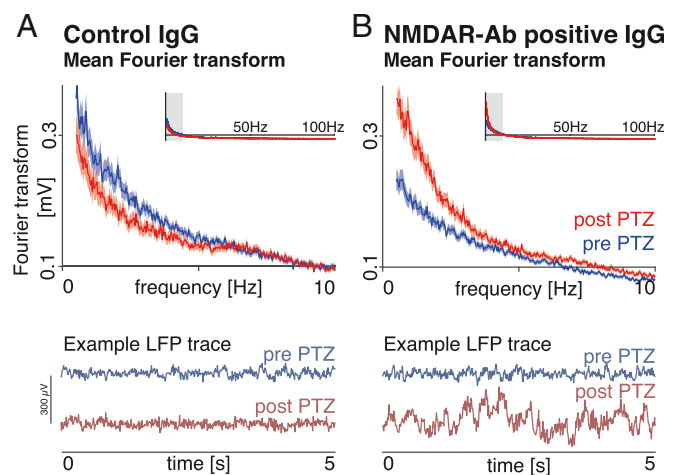 A Control IgG
Mean Fourier transform
Fourier transform
[mV]
0.3
0.1
50Hz 100Hz
0 frequency [Hz] 10
Example LFP trace
pre PTZ
300 µV
post PTZ
0 time [s] 5
B NMDAR-Ab positive IgG
Mean Fourier transform
0.3
0.1
50Hz 100Hz
post PTZ
pre PTZ
0 frequency [Hz] 10
Example LFP trace
pre PTZ
post PTZ
0 time [s] 5